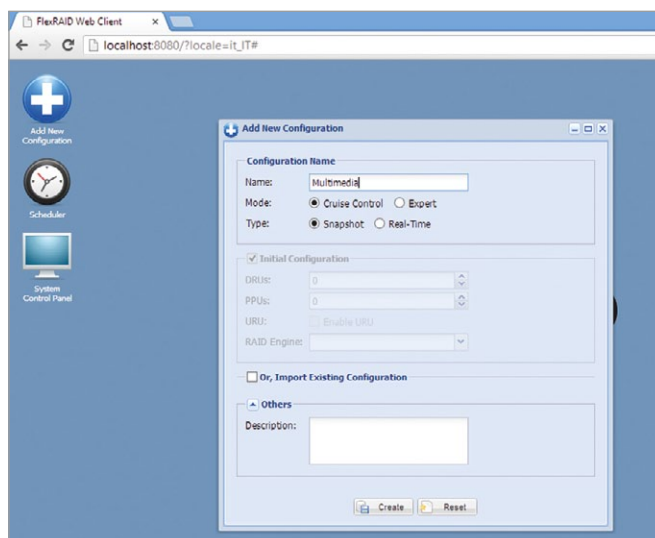 FlexRAID Web Client
localhost:8080/?locale=it_IT#
Add New
Configuration
Scheduler
System
Control Panel
Add New Configuration
Configuration Name
Name: Multimedia
Mode: Cruise Control Expert
Type: Snapshot Real-Time
Initial Configuration
DRUs: 0
PPUs: 0
URU: Enable URU
RAID Engine:
Or, Import Existing Configuration
Others
Description:
Create Reset